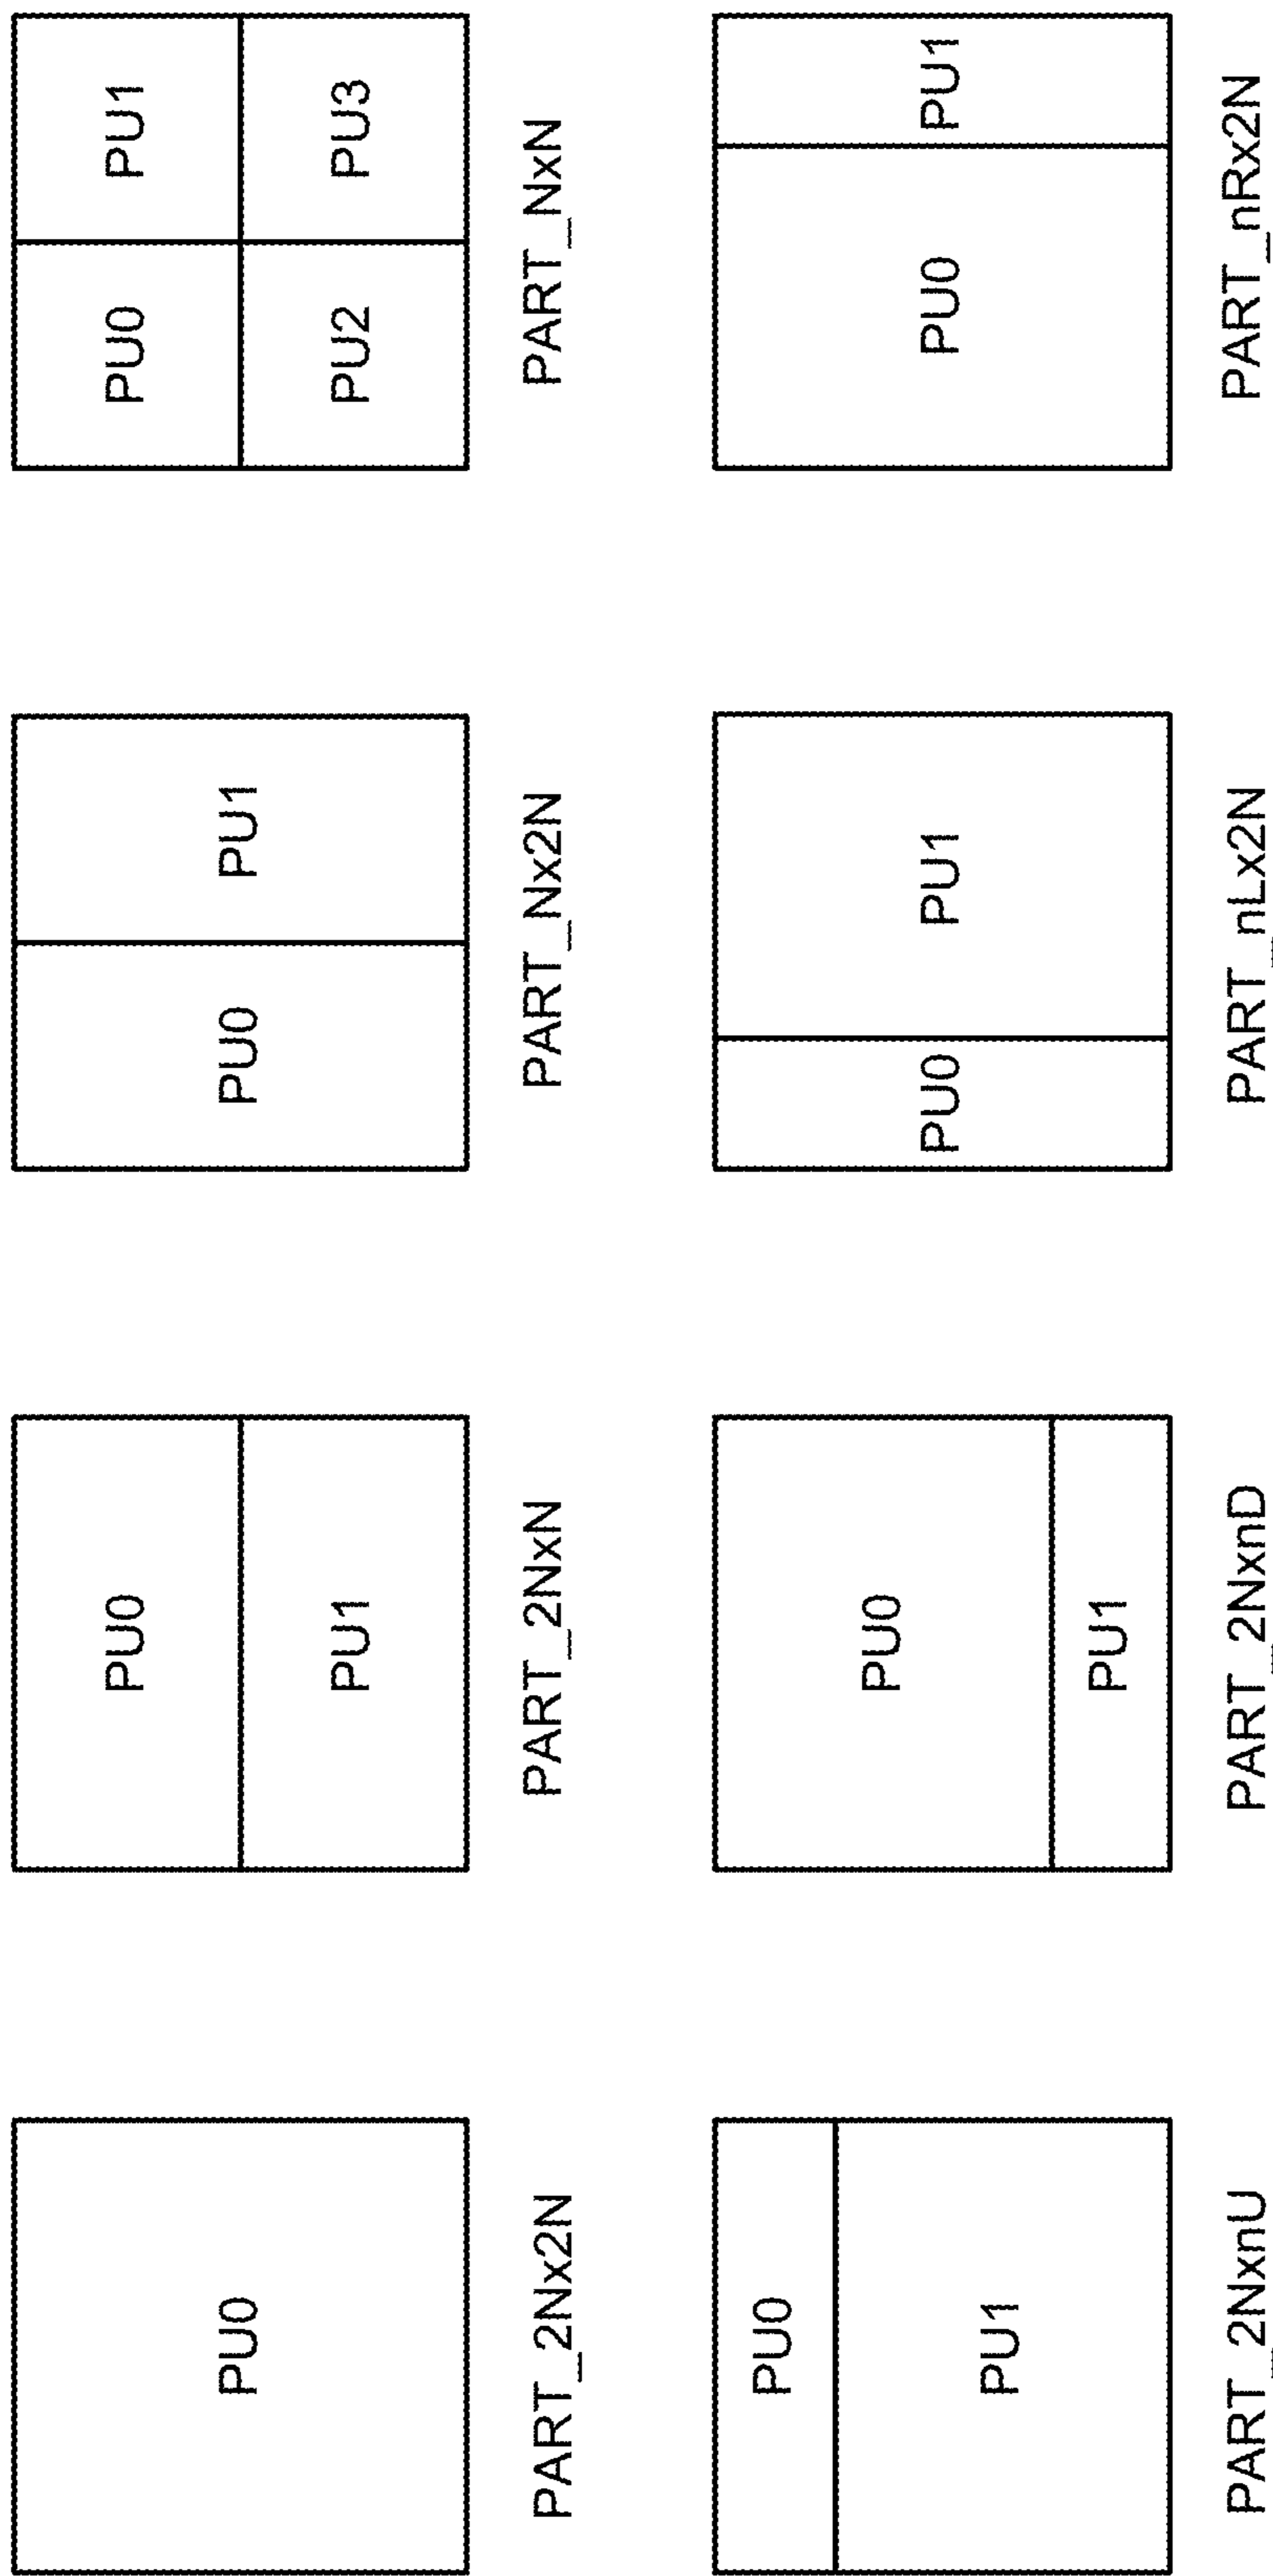 PU0
PART_2Nx2N
PU0
PU1
PART_2NxN
PU0 PU1
PART_Nx2N
PU0 PU1
PU2 PU3
PART_NxN
PU0
PU1
PART_2NxnU
PU0
PU1
PART_2NxnD
PU0 PU1
PART_nLx2N
PU0 PU1
PART_nRx2N